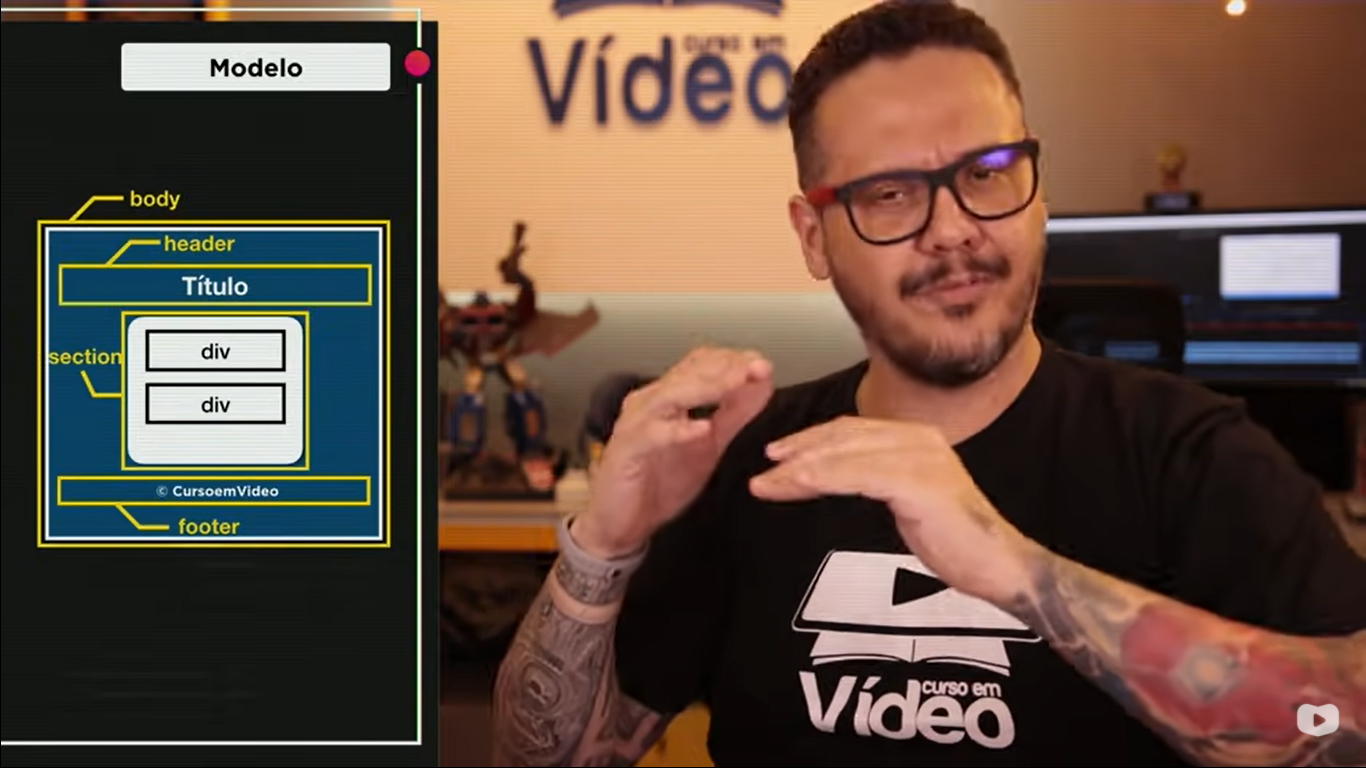 Modelo
body
header
Título
section
div
div
© CursoemVideo
footer
curso em
Vídeo
curso em
Vídeo